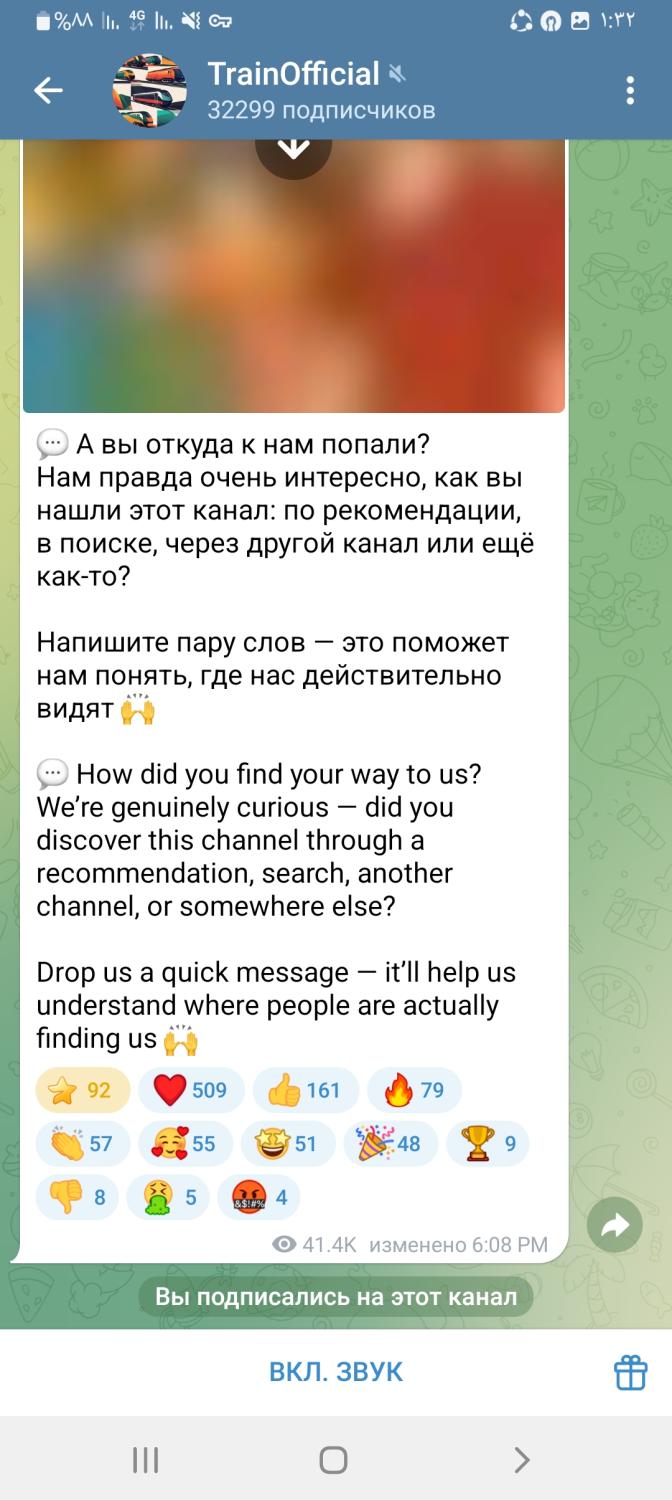 %٨٨ 4G ١:٣٢
TrainOfficial
32299 подписчиков
💬 А вы откуда к нам попали?
Нам правда очень интересно, как вы
нашли этот канал: по рекомендации,
в поиске, через другой канал или ещё
как-то?
Напишите пару слов — это поможет
нам понять, где нас действительно
видят 🙌
💬 How did you find your way to us?
We’re genuinely curious — did you
discover this channel through a
recommendation, search, another
channel, or somewhere else?
Drop us a quick message — it’ll help us
understand where people are actually
finding us 🙌
⭐ 92 ❤️ 509 👍 161 🔥 79
👏 57 🥰 55 🤩 51 🎉 48 🏆 9
👎 8 🤮 5 🤬 &$!#% 4
41.4K изменено 6:08 PM
Вы подписались на этот канал
ВКЛ. ЗВУК